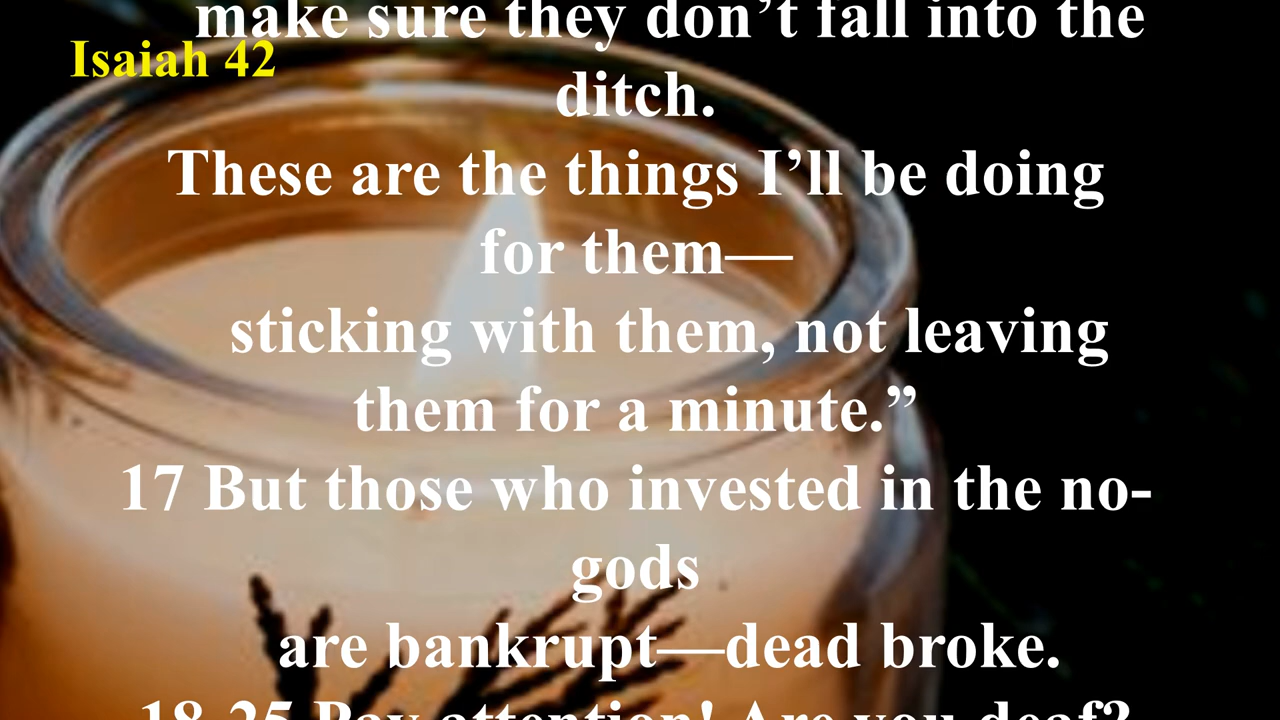 make sure they don’t fall into the
Isaiah 42
ditch.
These are the things I’ll be doing
for them—
sticking with them, not leaving
them for a minute.”
17 But those who invested in the no-
gods
are bankrupt—dead broke.
18-25 Pay attention! Are you deaf?